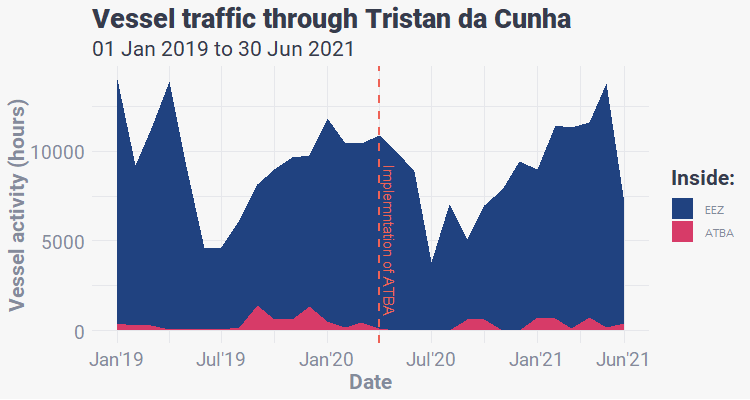 Vessel traffic through Tristan da Cunha
01 Jan 2019 to 30 Jun 2021
Vessel activity (hours)
10000
5000
0
Implemntation of ATBA
Inside:
EEZ
ATBA
Jan'19
Jul'19
Jan'20
Jul'20
Jan'21
Jun'21
Date